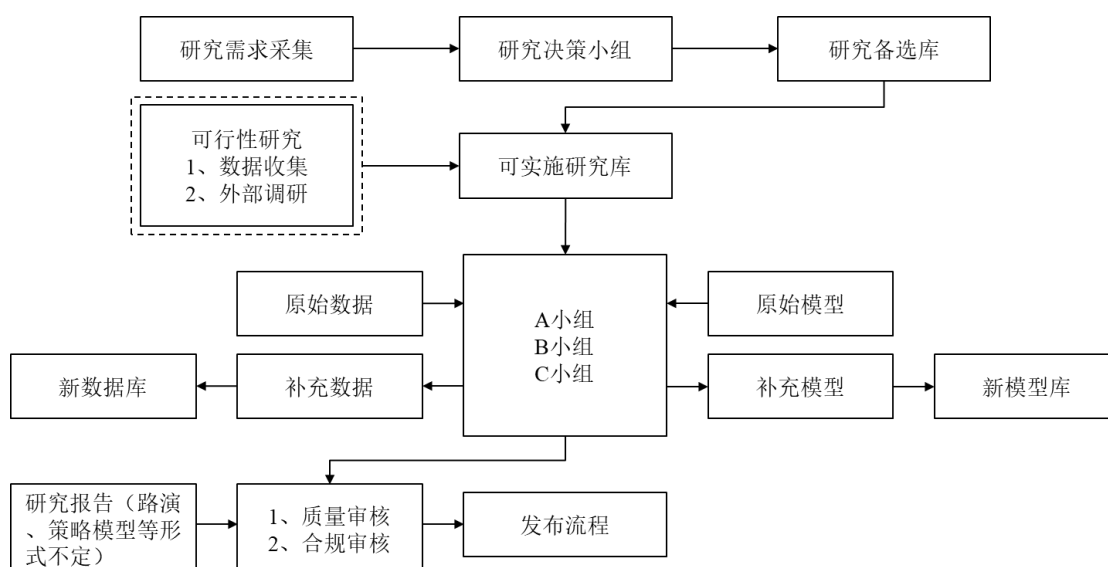 研究需求采集
研究决策小组
研究备选库
可行性研究
1、数据收集
2、外部调研
可实施研究库
原始数据
A小组
B小组
C小组
原始模型
新数据库
补充数据
补充模型
新模型库
研究报告（路演
、策略模型等形
式不定）
1、质量审核
2、合规审核
发布流程